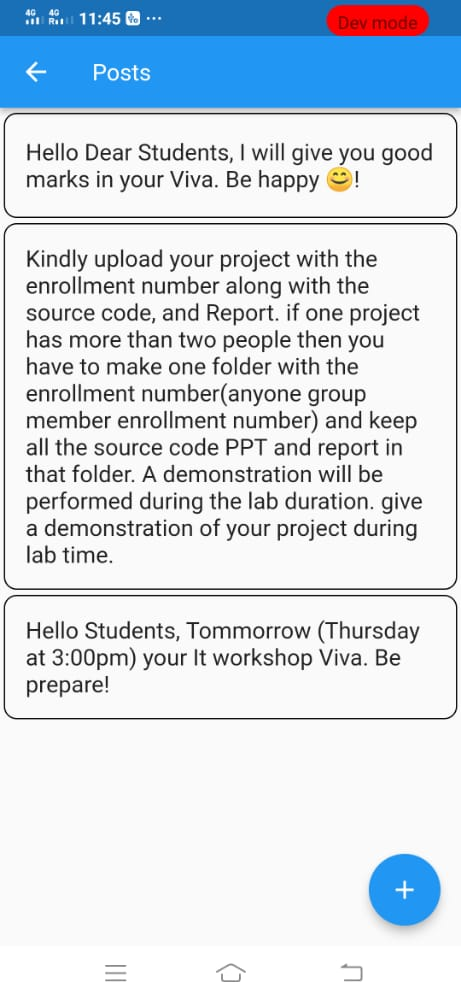 4G 4G 11:45 ...
R
Dev mode
Posts
Hello Dear Students, I will give you good
marks in your Viva. Be happy 😊!
Kindly upload your project with the
enrollment number along with the
source code, and Report. if one project
has more than two people then you
have to make one folder with the
enrollment number(anyone group
member enrollment number) and keep
all the source code PPT and report in
that folder. A demonstration will be
performed during the lab duration. give
a demonstration of your project during
lab time.
Hello Students, Tommorrow (Thursday
at 3:00pm) your It workshop Viva. Be
prepare!